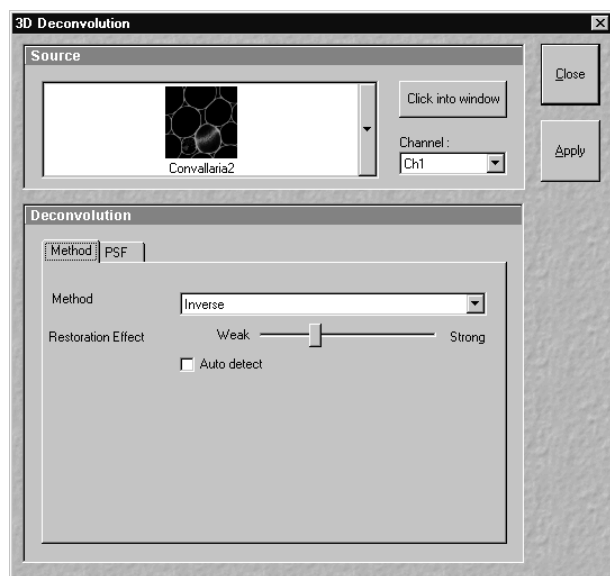 3D Deconvolution
Source
Convallaria2
Click into window
Channel :
Ch1
Close
Apply
Deconvolution
Method PSF
Method Inverse
Restoration Effect Weak Strong
Auto detect